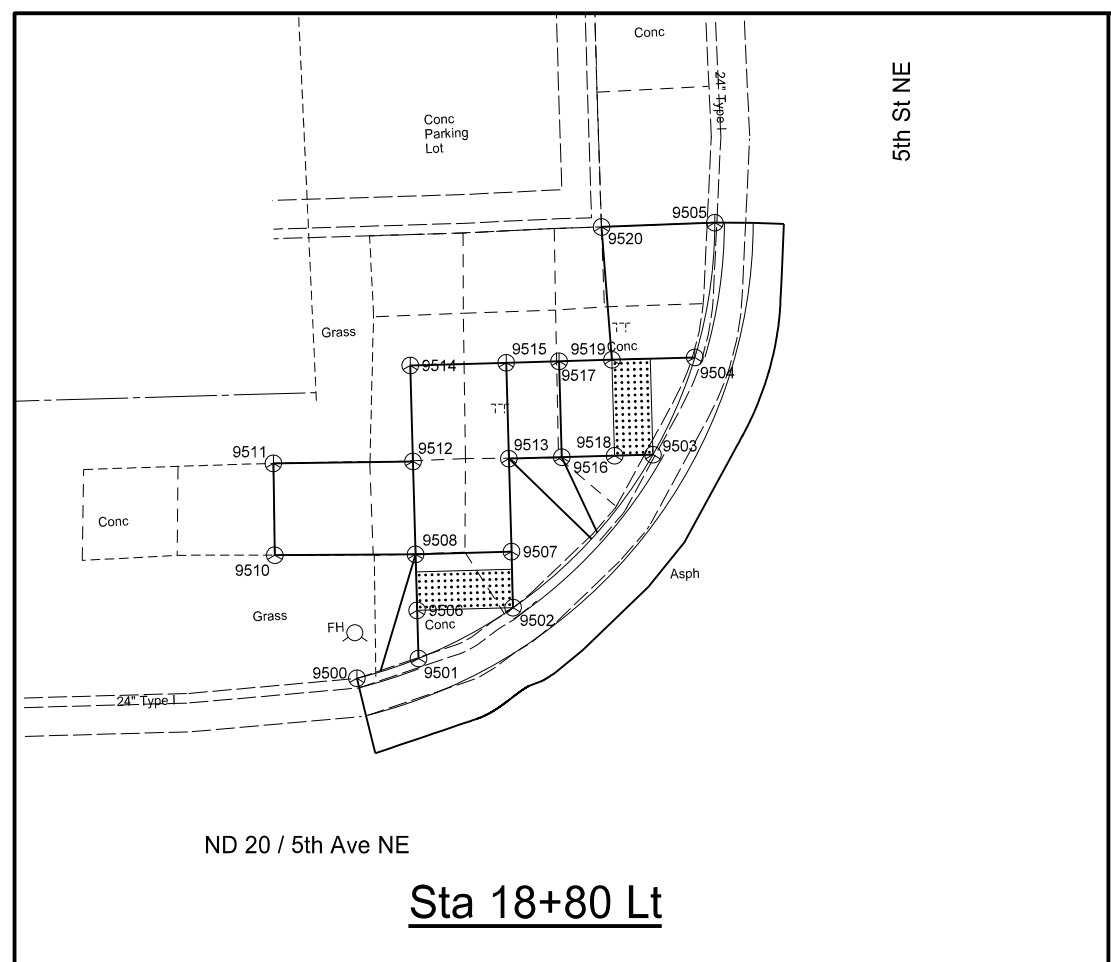 Conc
24" Type I
5th St NE
Conc
Parking
Lot
9505
9520
Grass
9515
9519
Conc
9514
9517
9504
9511
9512
9513
9518
9503
9516
Conc
9508
9507
9510
Asph
Grass
9506
9502
FH
Conc
9500
9501
24" Type I
ND 20 / 5th Ave NE
Sta 18+80 Lt